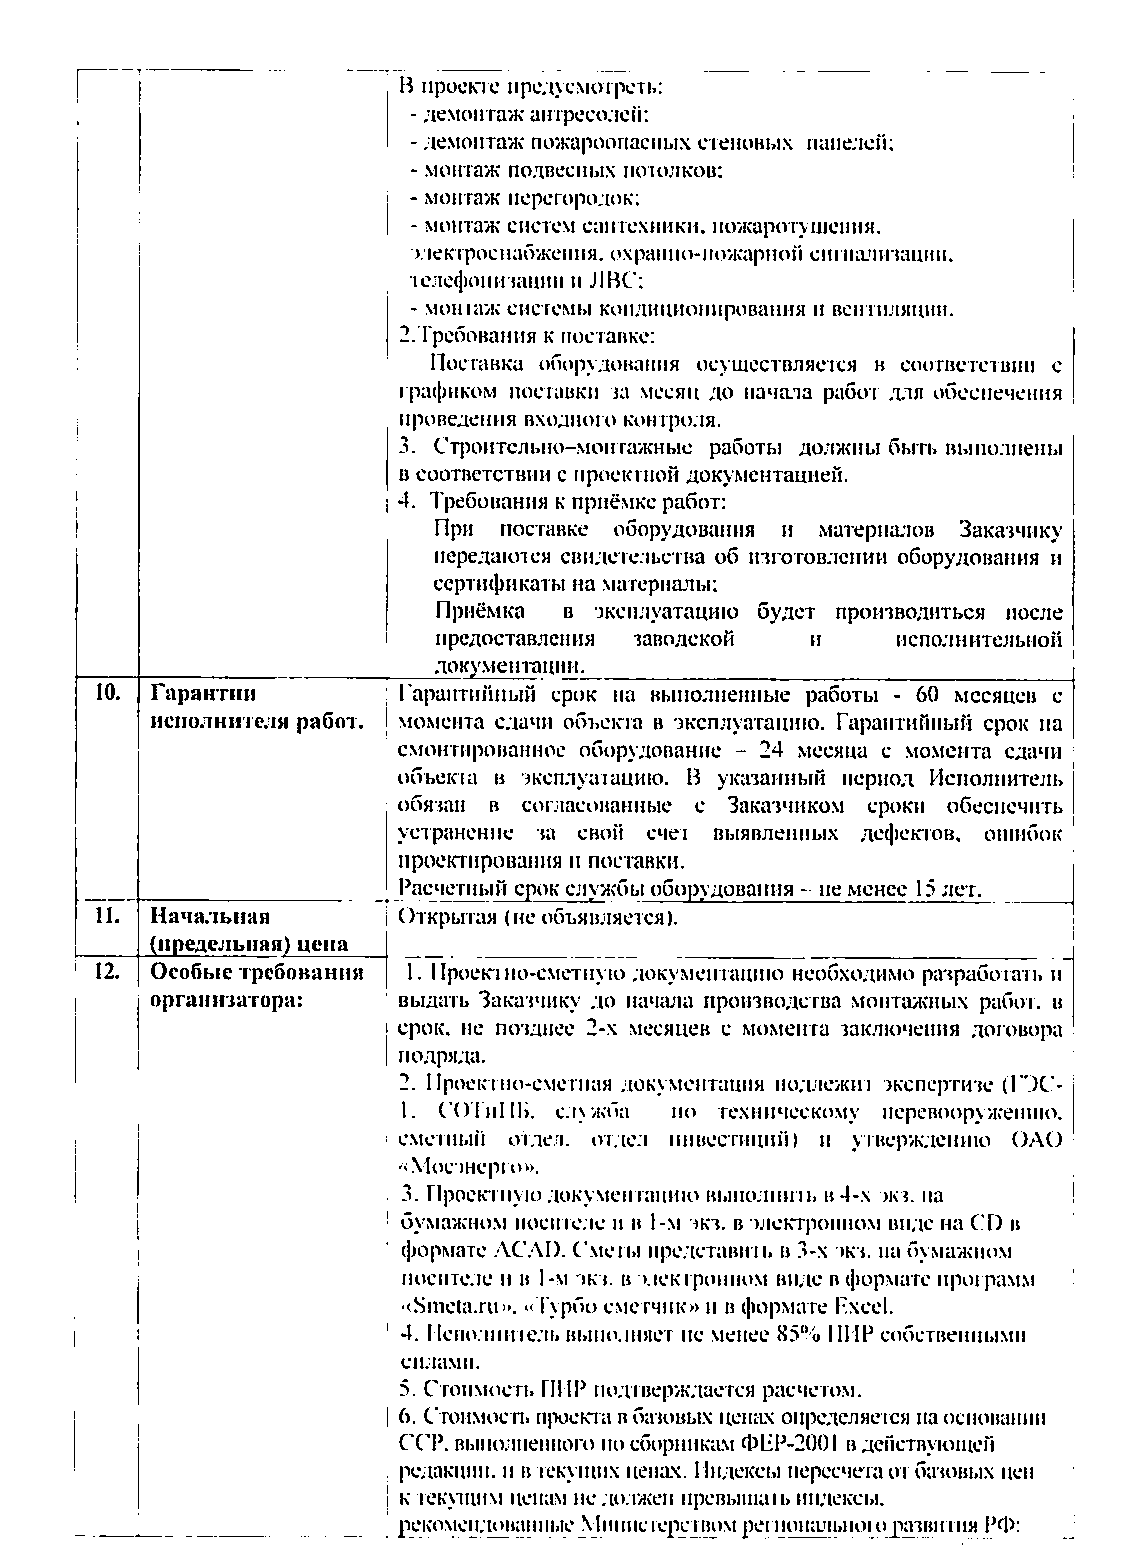 В проекте предусмотреть:
- демонтаж антресолей;
- демонтаж пожароопасных стеновых панелей;
- монтаж подвесных потолков;
- монтаж перегородок;
- монтаж систем сантехники, пожаротушения,
электроснабжения, охранно-пожарной сигнализации,
телефонизации и ЛВС;
- монтаж системы кондиционирования и вентиляции.
2.Требования к поставке:
Поставка оборудования осуществляется в соответствии с
графиком поставки за месяц до начала работ для обеспечения
проведения входного контроля.
3. Строительно–монтажные работы должны быть выполнены
в соответствии с проектной документацией.
4. Требования к приёмке работ:
При поставке оборудования и материалов Заказчику
передаются свидетельства об изготовлении оборудования и
сертификаты на материалы;
Приёмка в эксплуатацию будет производиться после
предоставления заводской и исполнительной
документации.
10. Гарантии
исполнителя работ.
Гарантийный срок на выполненные работы - 60 месяцев с
момента сдачи объекта в эксплуатацию. Гарантийный срок на
смонтированное оборудование – 24 месяца с момента сдачи
объекта в эксплуатацию. В указанный период Исполнитель
обязан в согласованные с Заказчиком сроки обеспечить
устранение за свой счет выявленных дефектов, ошибок
проектирования и поставки.
Расчетный срок службы оборудования – не менее 15 лет.
11. Начальная
(предельная) цена
Открытая (не объявляется).
12. Особые требования
организатора:
1. Проектно-сметную документацию необходимо разработать и
выдать Заказчику до начала производства монтажных работ, в
срок, не позднее 2-х месяцев с момента заключения договора
подряда.
2. Проектно-сметная документация подлежит экспертизе (ГЭС-
1, СОТиПБ, служба по техническому перевооружению,
сметный отдел, отдел инвестиций) и утверждению ОАО
«Мосэнерго».
3. Проектную документацию выполнить в 4-х экз. на
бумажном носителе и в 1-м экз. в электронном виде на CD в
формате ACAD. Сметы представить в 3-х экз. на бумажном
носителе и в 1-м экз. в электронном виде в формате программ
«Smeta.ru», «Турбо сметчик» и в формате Excel.
4. Исполнитель выполняет не менее 85% ПИР собственными
силами.
5. Стоимость ПИР подтверждается расчетом.
6. Стоимость проекта в базовых ценах определяется на основании
ССР, выполненного по сборникам ФЕР-2001 в действующей
редакции, и в текущих ценах. Индексы пересчета от базовых цен
к текущим ценам не должен превышать индексы,
рекомендованные Министерством регионального развития РФ;